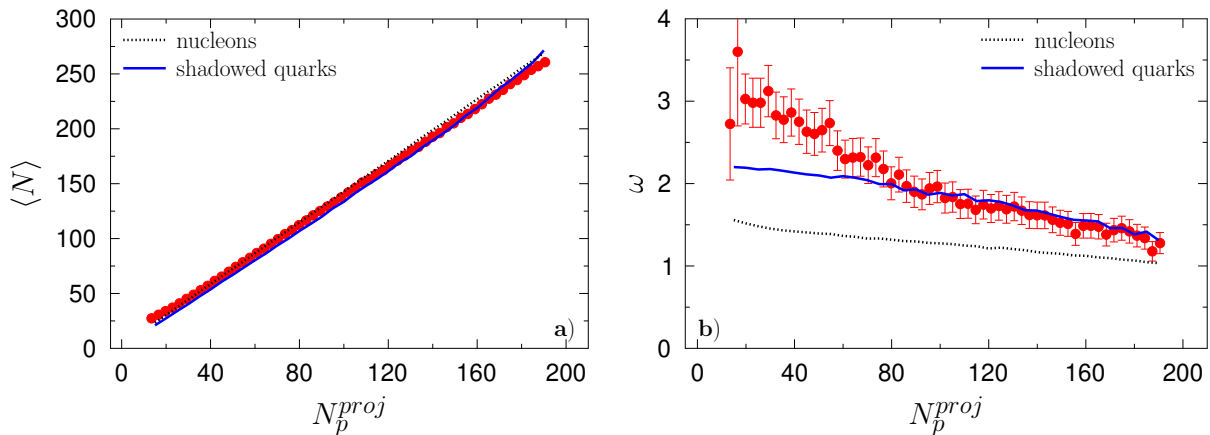 300
250
200
150
100
50
0
⟨N⟩
nucleons
shadowed quarks
a)
0 40 80 120 160 200
N_p^{proj}
4
3
2
1
0
ω
nucleons
shadowed quarks
b)
0 40 80 120 160 200
N_p^{proj}